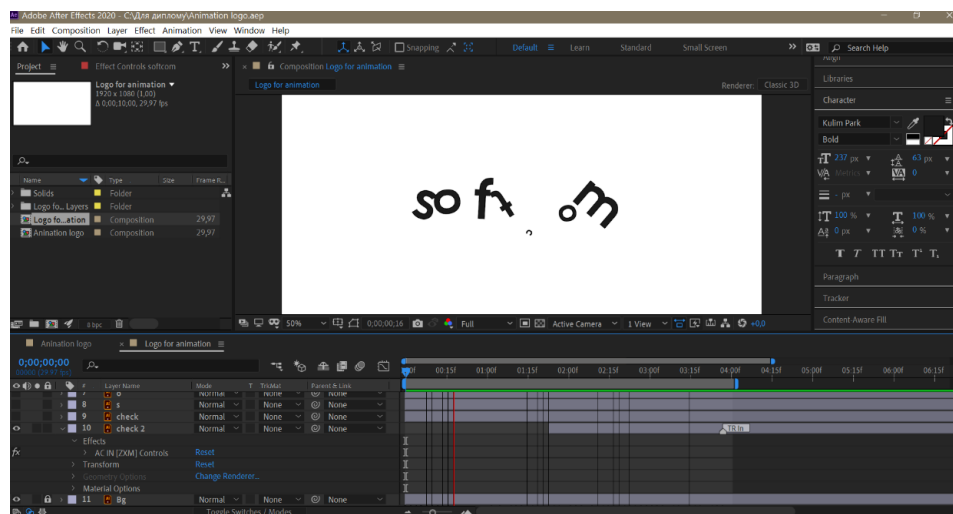 Adobe After Effects 2020 - C:\Для диплому\Animation logo.aep
File Edit Composition Layer Effect Animation View Window Help
Snapping Default Learn Standard Small Screen Search Help
Project Effect Controls softcom
Composition Logo for animation
Logo for animation
1920 x 1080 (1,00)
Δ 0;00;10;00, 29,97 fps
Logo for animation
Renderer: Classic 3D
Name Type Size Frame R...
Solids Folder
Logo fo... Layers Folder
Logo fo...ation Composition 29,97
Animation logo Composition 29,97
8 bpc
so ft c om
50% 0;00;00;16 Full Active Camera 1 View +0,0
Align
Libraries
Character
Kulim Park
Bold
237 px 63 px
Metrics 0
- px
100 % 100 %
0 px 0 %
T T TT Tt T' T,
Paragraph
Tracker
Content-Aware Fill
Animation logo Logo for animation
0;00;00;00
00000 (29.97 fps)
# Layer Name Mode T TrkMat Parent & Link
00:15f 01:00f 01:15f 02:00f 02:15f 03:00f 03:15f 04:00f 04:15f 05:00f 05:15f 06:00f 06:15f
7 o Normal None None
8 s Normal None None
9 check Normal None None
10 check 2 Normal None None
TR In
Effects
fx AC IN [ZXM] Controls Reset
Transform Reset
Geometry Options Change Renderer...
Material Options
11 Bg Normal None None
Toggle Switches / Modes